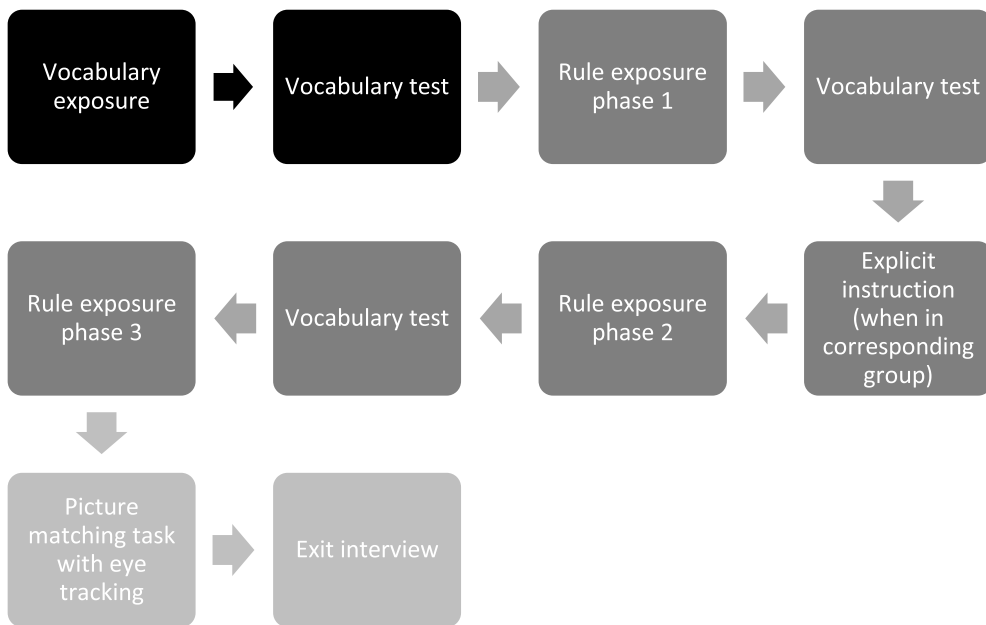 Vocabulary
exposure
Vocabulary test
Rule exposure
phase 1
Vocabulary test
Explicit
instruction
(when in
corresponding
group)
Rule exposure
phase 2
Vocabulary test
Rule exposure
phase 3
Picture
matching task
with eye
tracking
Exit interview